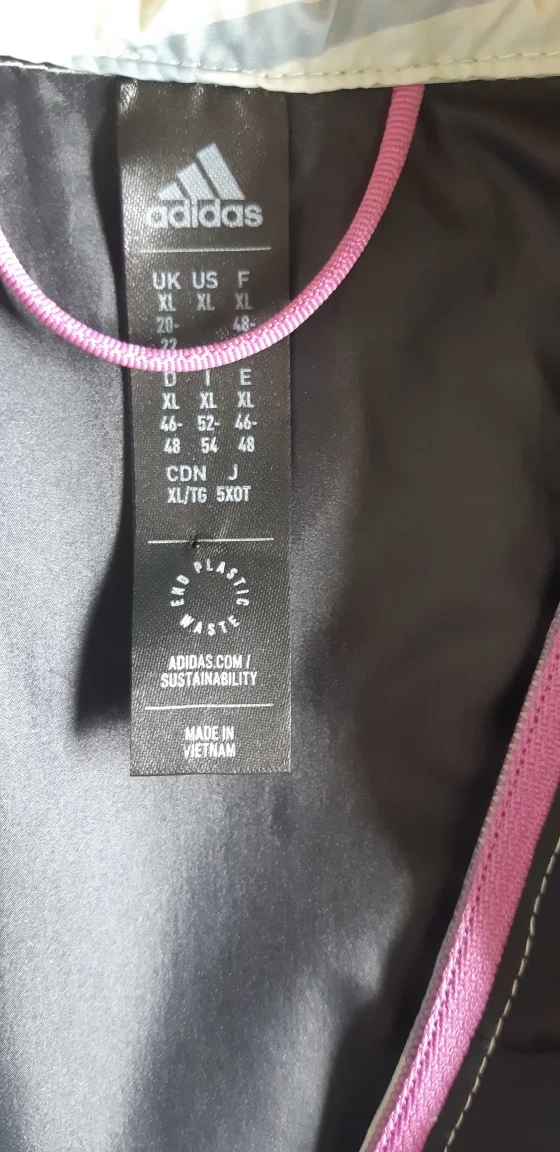 adidas
UK US F
XL XL XL
20- 48-
22
D I E
XL XL XL
46- 52- 46-
48 54 48
CDN J
XL/TG 5XOT
END PLASTIC WASTE
ADIDAS.COM/
SUSTAINABILITY
MADE IN
VIETNAM